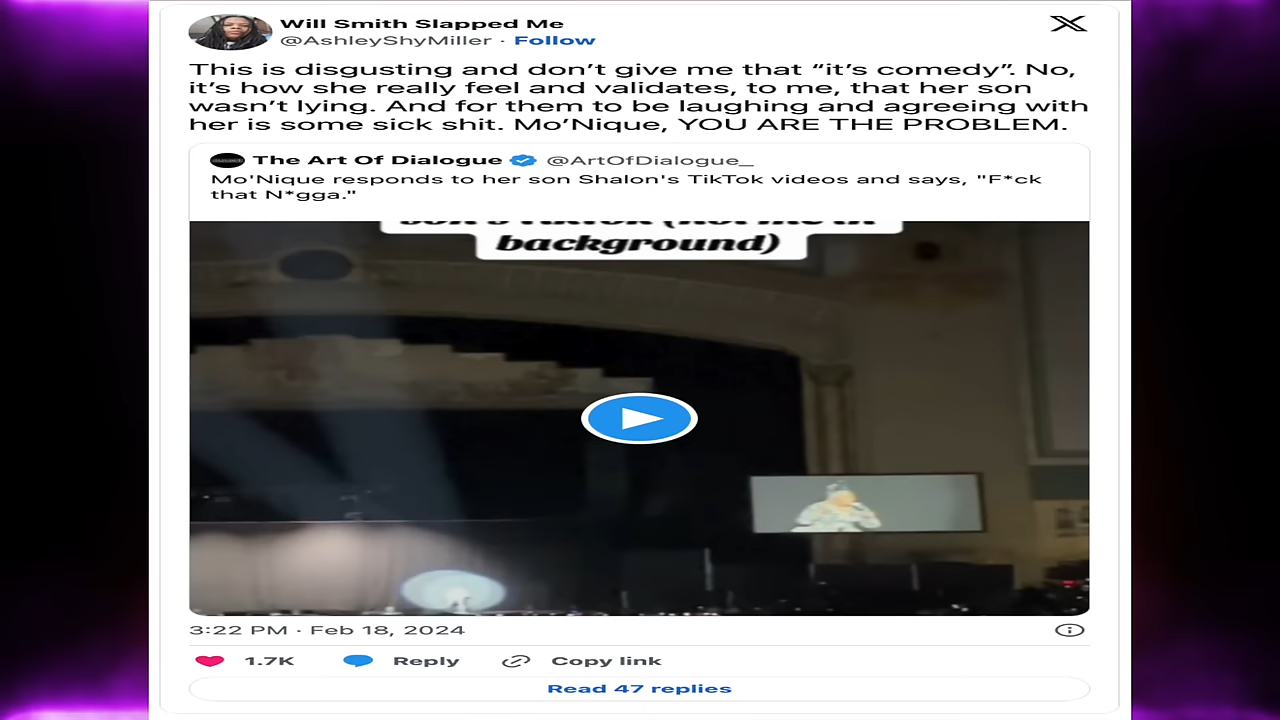 Will Smith Slapped Me
@AshleyShyMiller · Follow
This is disgusting and don’t give me that “it’s comedy”. No,
it’s how she really feel and validates, to me, that her son
wasn’t lying. And for them to be laughing and agreeing with
her is some sick shit. Mo’Nique, YOU ARE THE PROBLEM.
The Art Of Dialogue @ArtOfDialogue_
Mo'Nique responds to her son Shalon's TikTok videos and says, "F*ck
that N*gga."
background)
3:22 PM · Feb 18, 2024
1.7K Reply Copy link
Read 47 replies